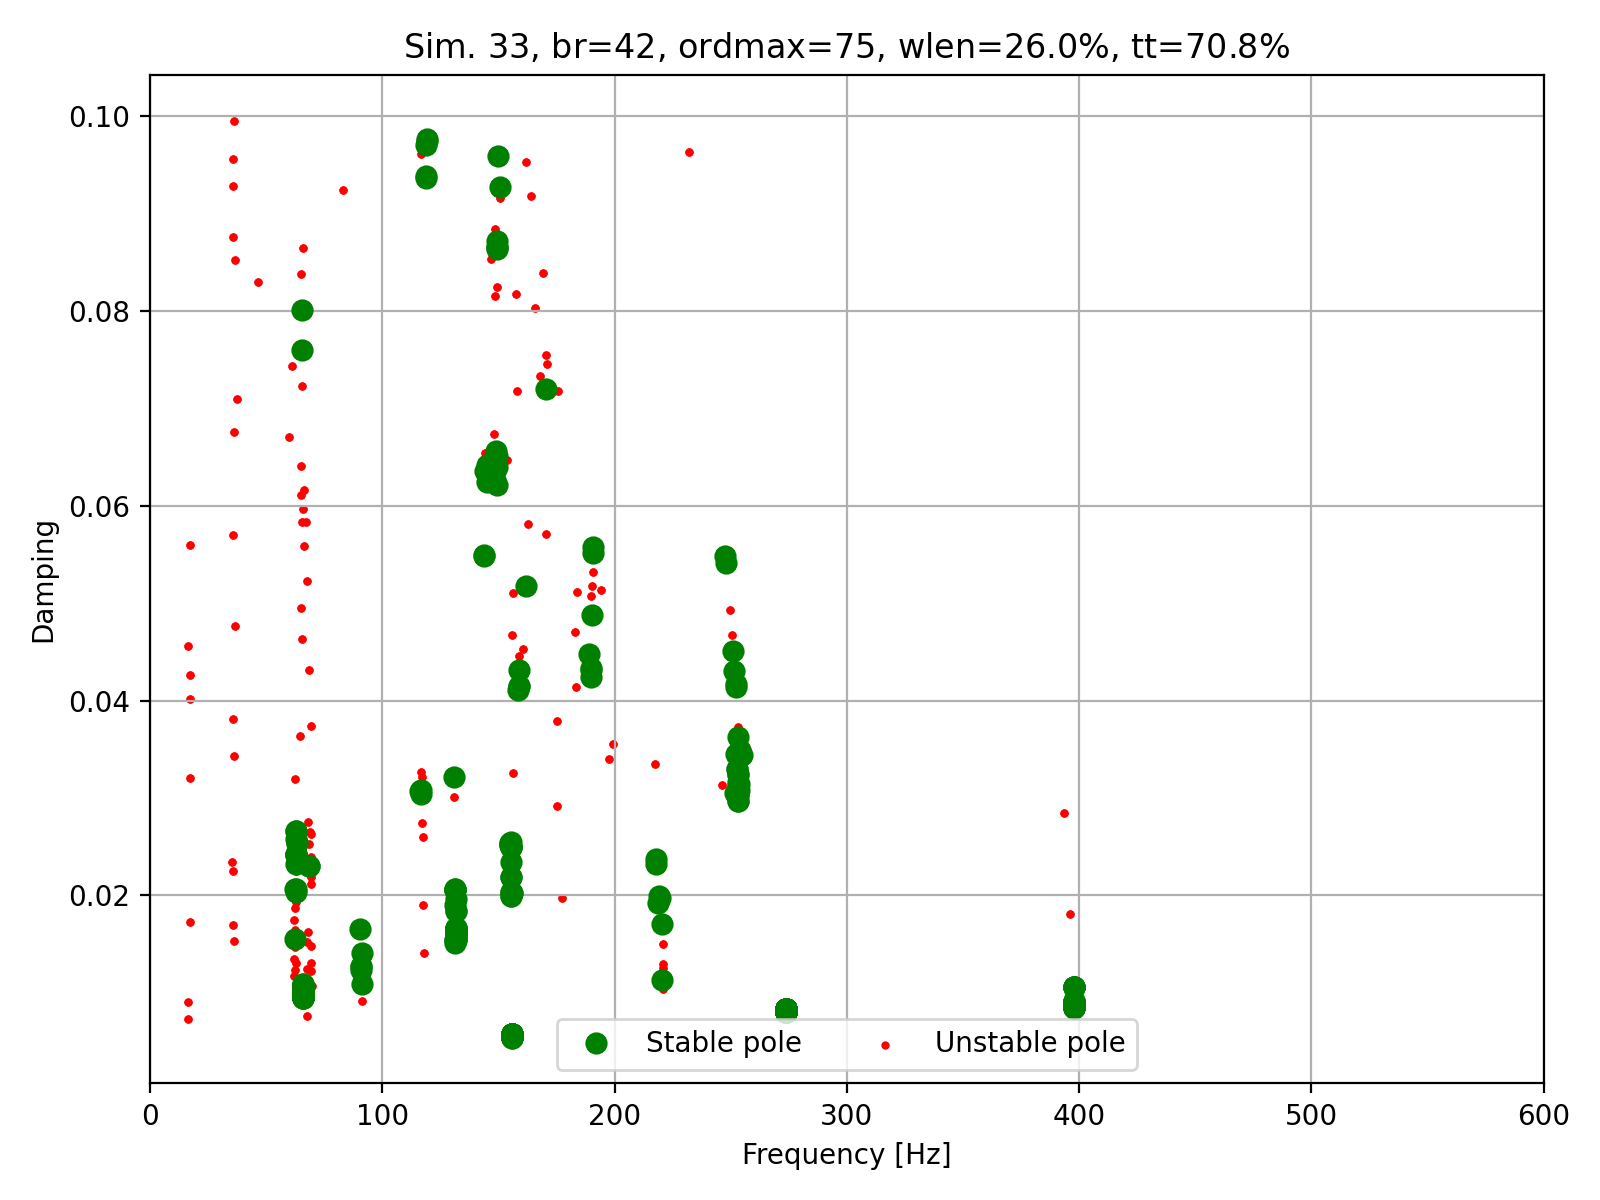 Sim. 33, br=42, ordmax=75, wlen=26.0%, tt=70.8%
0.10
0.08
0.06
0.04
0.02
Damping
Stable pole
Unstable pole
0
100
200
300
400
500
600
Frequency [Hz]